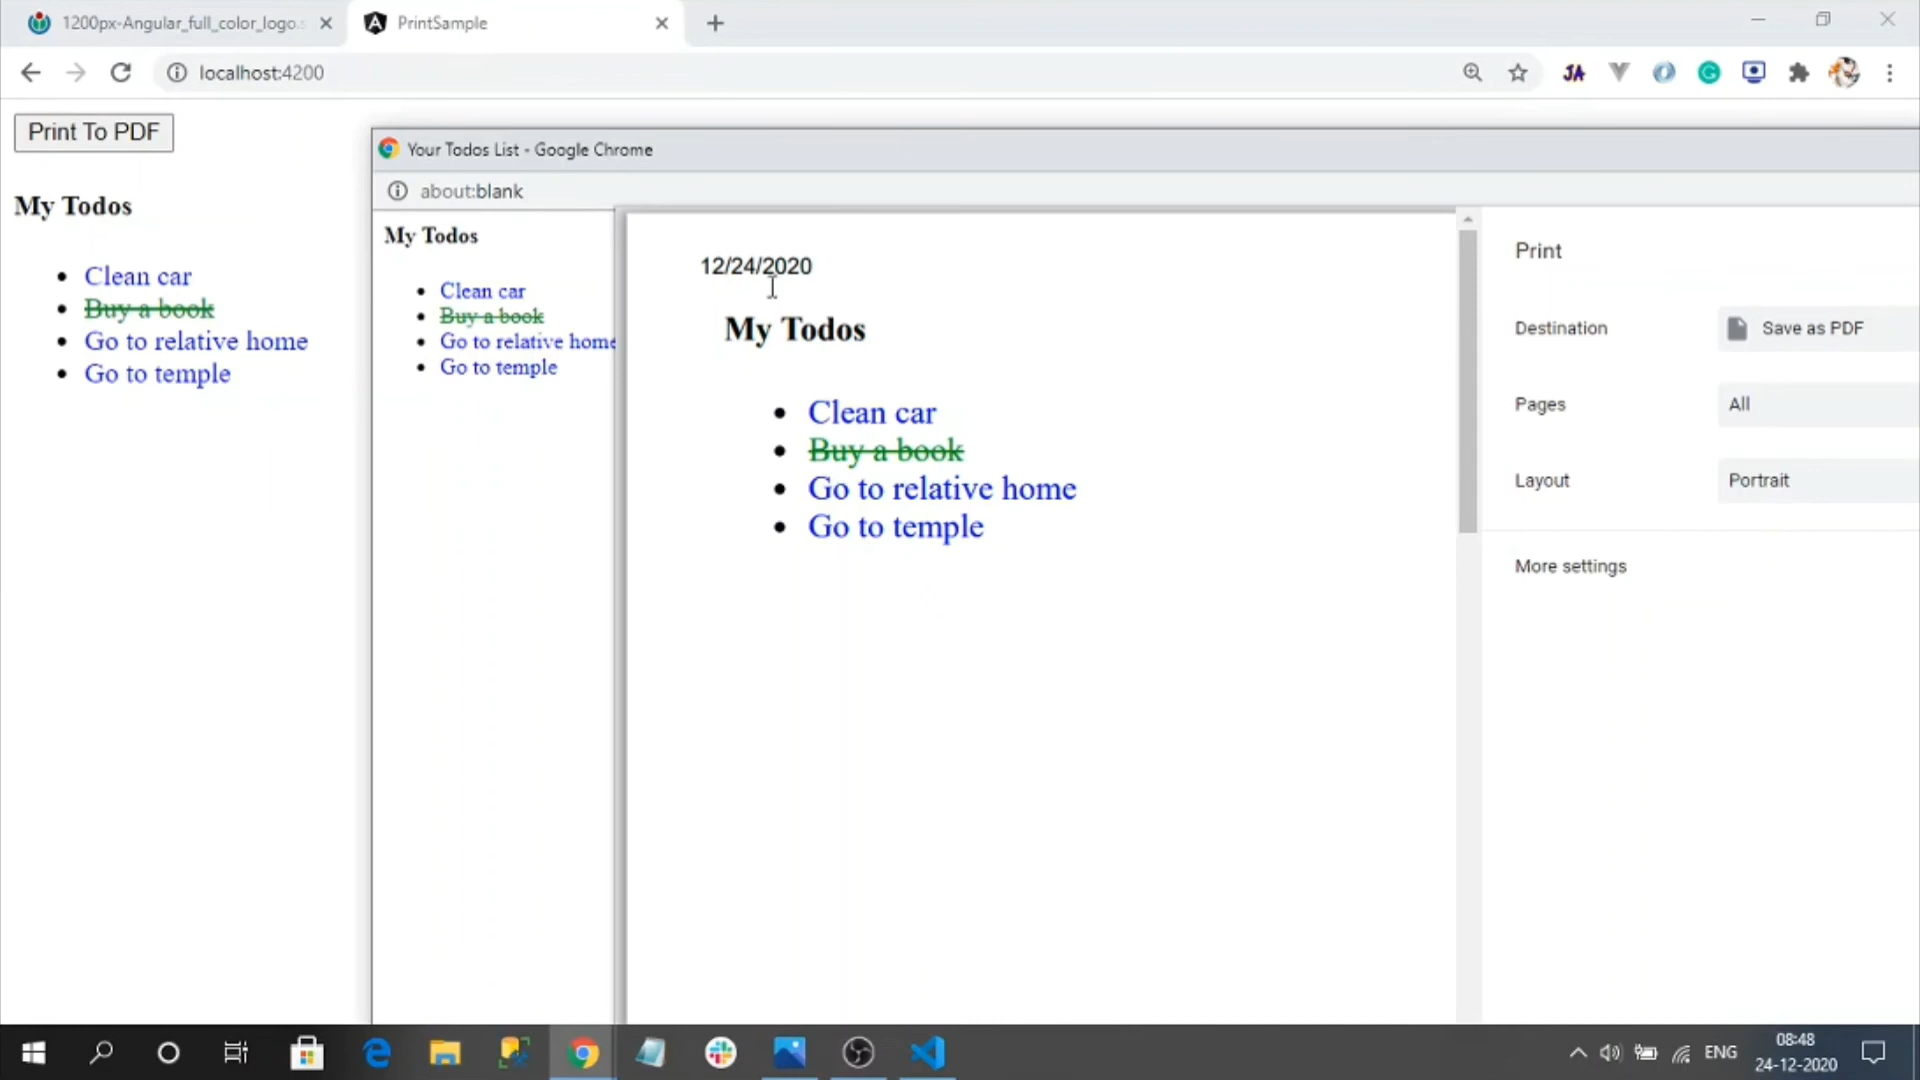 1200px-Angular_full_color_logo.s
PrintSample
localhost:4200
Print To PDF
My Todos
Clean car
Buy a book
Go to relative home
Go to temple
Your Todos List - Google Chrome
about:blank
My Todos
Clean car
Buy a book
Go to relative home
Go to temple
12/24/2020
My Todos
Clean car
Buy a book
Go to relative home
Go to temple
Print
Destination
Save as PDF
Pages
All
Layout
Portrait
More settings
ENG
08:48
24-12-2020